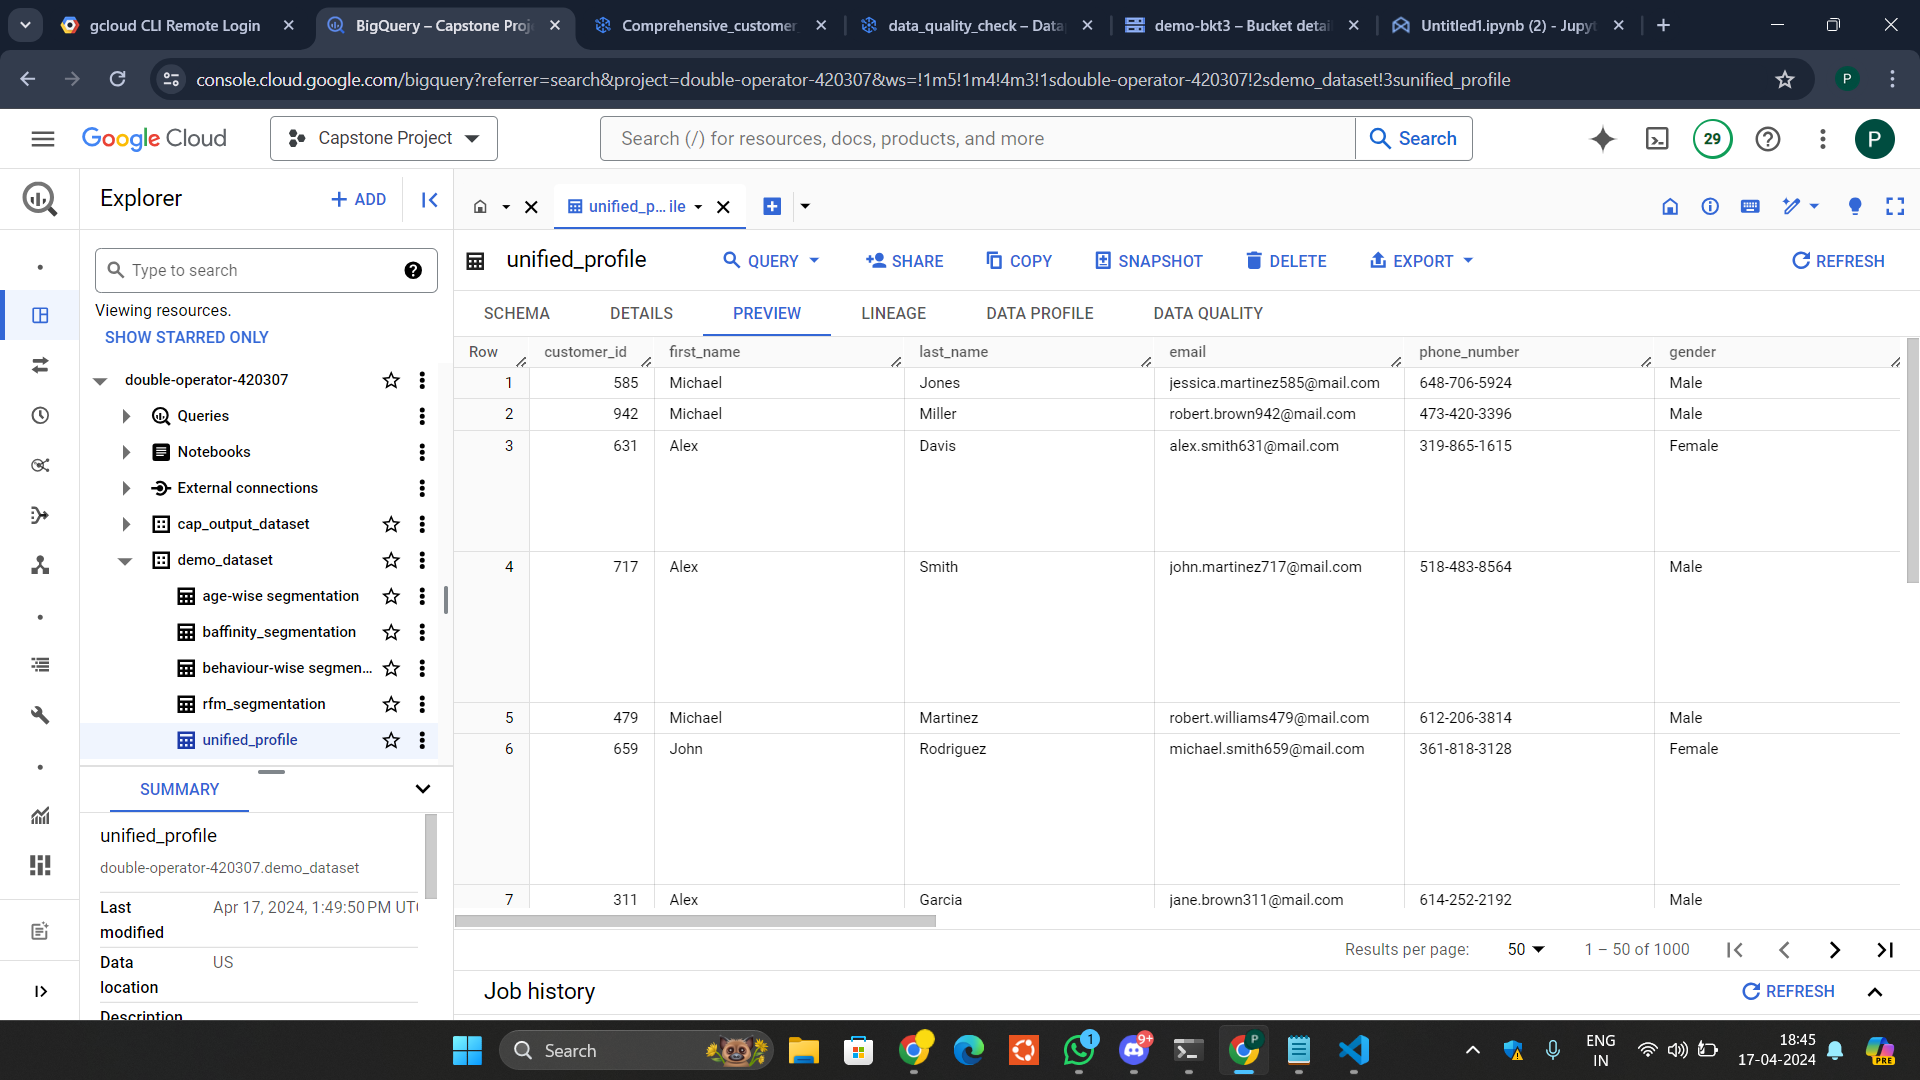 gcloud CLI Remote Login
BigQuery – Capstone Proje
Comprehensive_customer_
data_quality_check – Datap
demo-bkt3 – Bucket detail
Untitled1.ipynb (2) - Jupyt
console.cloud.google.com/bigquery?referrer=search&project=double-operator-420307&ws=!1m5!1m4!4m3!1sdouble-operator-420307!2sdemo_dataset!3sunified_profile
P
Google Cloud
Capstone Project
Search (/) for resources, docs, products, and more
Search
29
P
Explorer
+ ADD
unified_p... ile
Type to search
Viewing resources.
SHOW STARRED ONLY
double-operator-420307
Queries
Notebooks
External connections
cap_output_dataset
demo_dataset
age-wise segmentation
baffinity_segmentation
behaviour-wise segmen...
rfm_segmentation
unified_profile
SUMMARY
unified_profile
double-operator-420307.demo_dataset
Last modified Apr 17, 2024, 1:49:50 PM UT
Data location US
Description
unified_profile
QUERY SHARE COPY SNAPSHOT DELETE EXPORT REFRESH
SCHEMA DETAILS PREVIEW LINEAGE DATA PROFILE DATA QUALITY
Row customer_id first_name last_name email phone_number gender
1 585 Michael Jones jessica.martinez585@mail.com 648-706-5924 Male
2 942 Michael Miller robert.brown942@mail.com 473-420-3396 Male
3 631 Alex Davis alex.smith631@mail.com 319-865-1615 Female
4 717 Alex Smith john.martinez717@mail.com 518-483-8564 Male
5 479 Michael Martinez robert.williams479@mail.com 612-206-3814 Male
6 659 John Rodriguez michael.smith659@mail.com 361-818-3128 Female
7 311 Alex Garcia jane.brown311@mail.com 614-252-2192 Male
Results per page: 50 1 – 50 of 1000
Job history
REFRESH
Search
1
9+
P
ENG
IN
18:45
17-04-2024
PRE